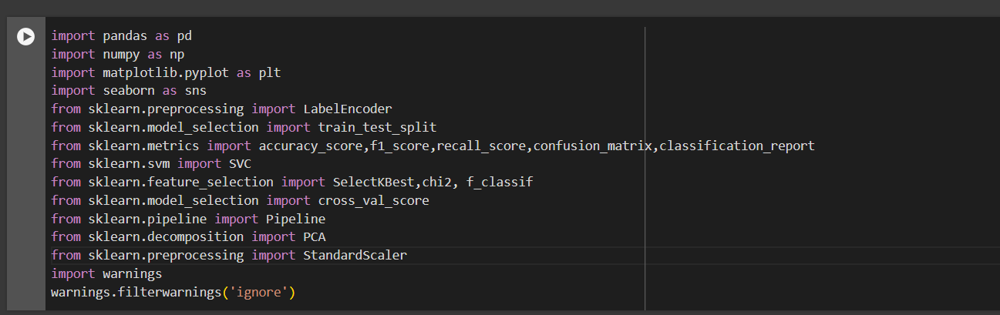 import pandas as pd
import numpy as np
import matplotlib.pyplot as plt
import seaborn as sns
from sklearn.preprocessing import LabelEncoder
from sklearn.model_selection import train_test_split
from sklearn.metrics import accuracy_score,f1_score,recall_score,confusion_matrix,classification_report
from sklearn.svm import SVC
from sklearn.feature_selection import SelectKBest,chi2, f_classif
from sklearn.model_selection import cross_val_score
from sklearn.pipeline import Pipeline
from sklearn.decomposition import PCA
from sklearn.preprocessing import StandardScaler
import warnings
warnings.filterwarnings('ignore')